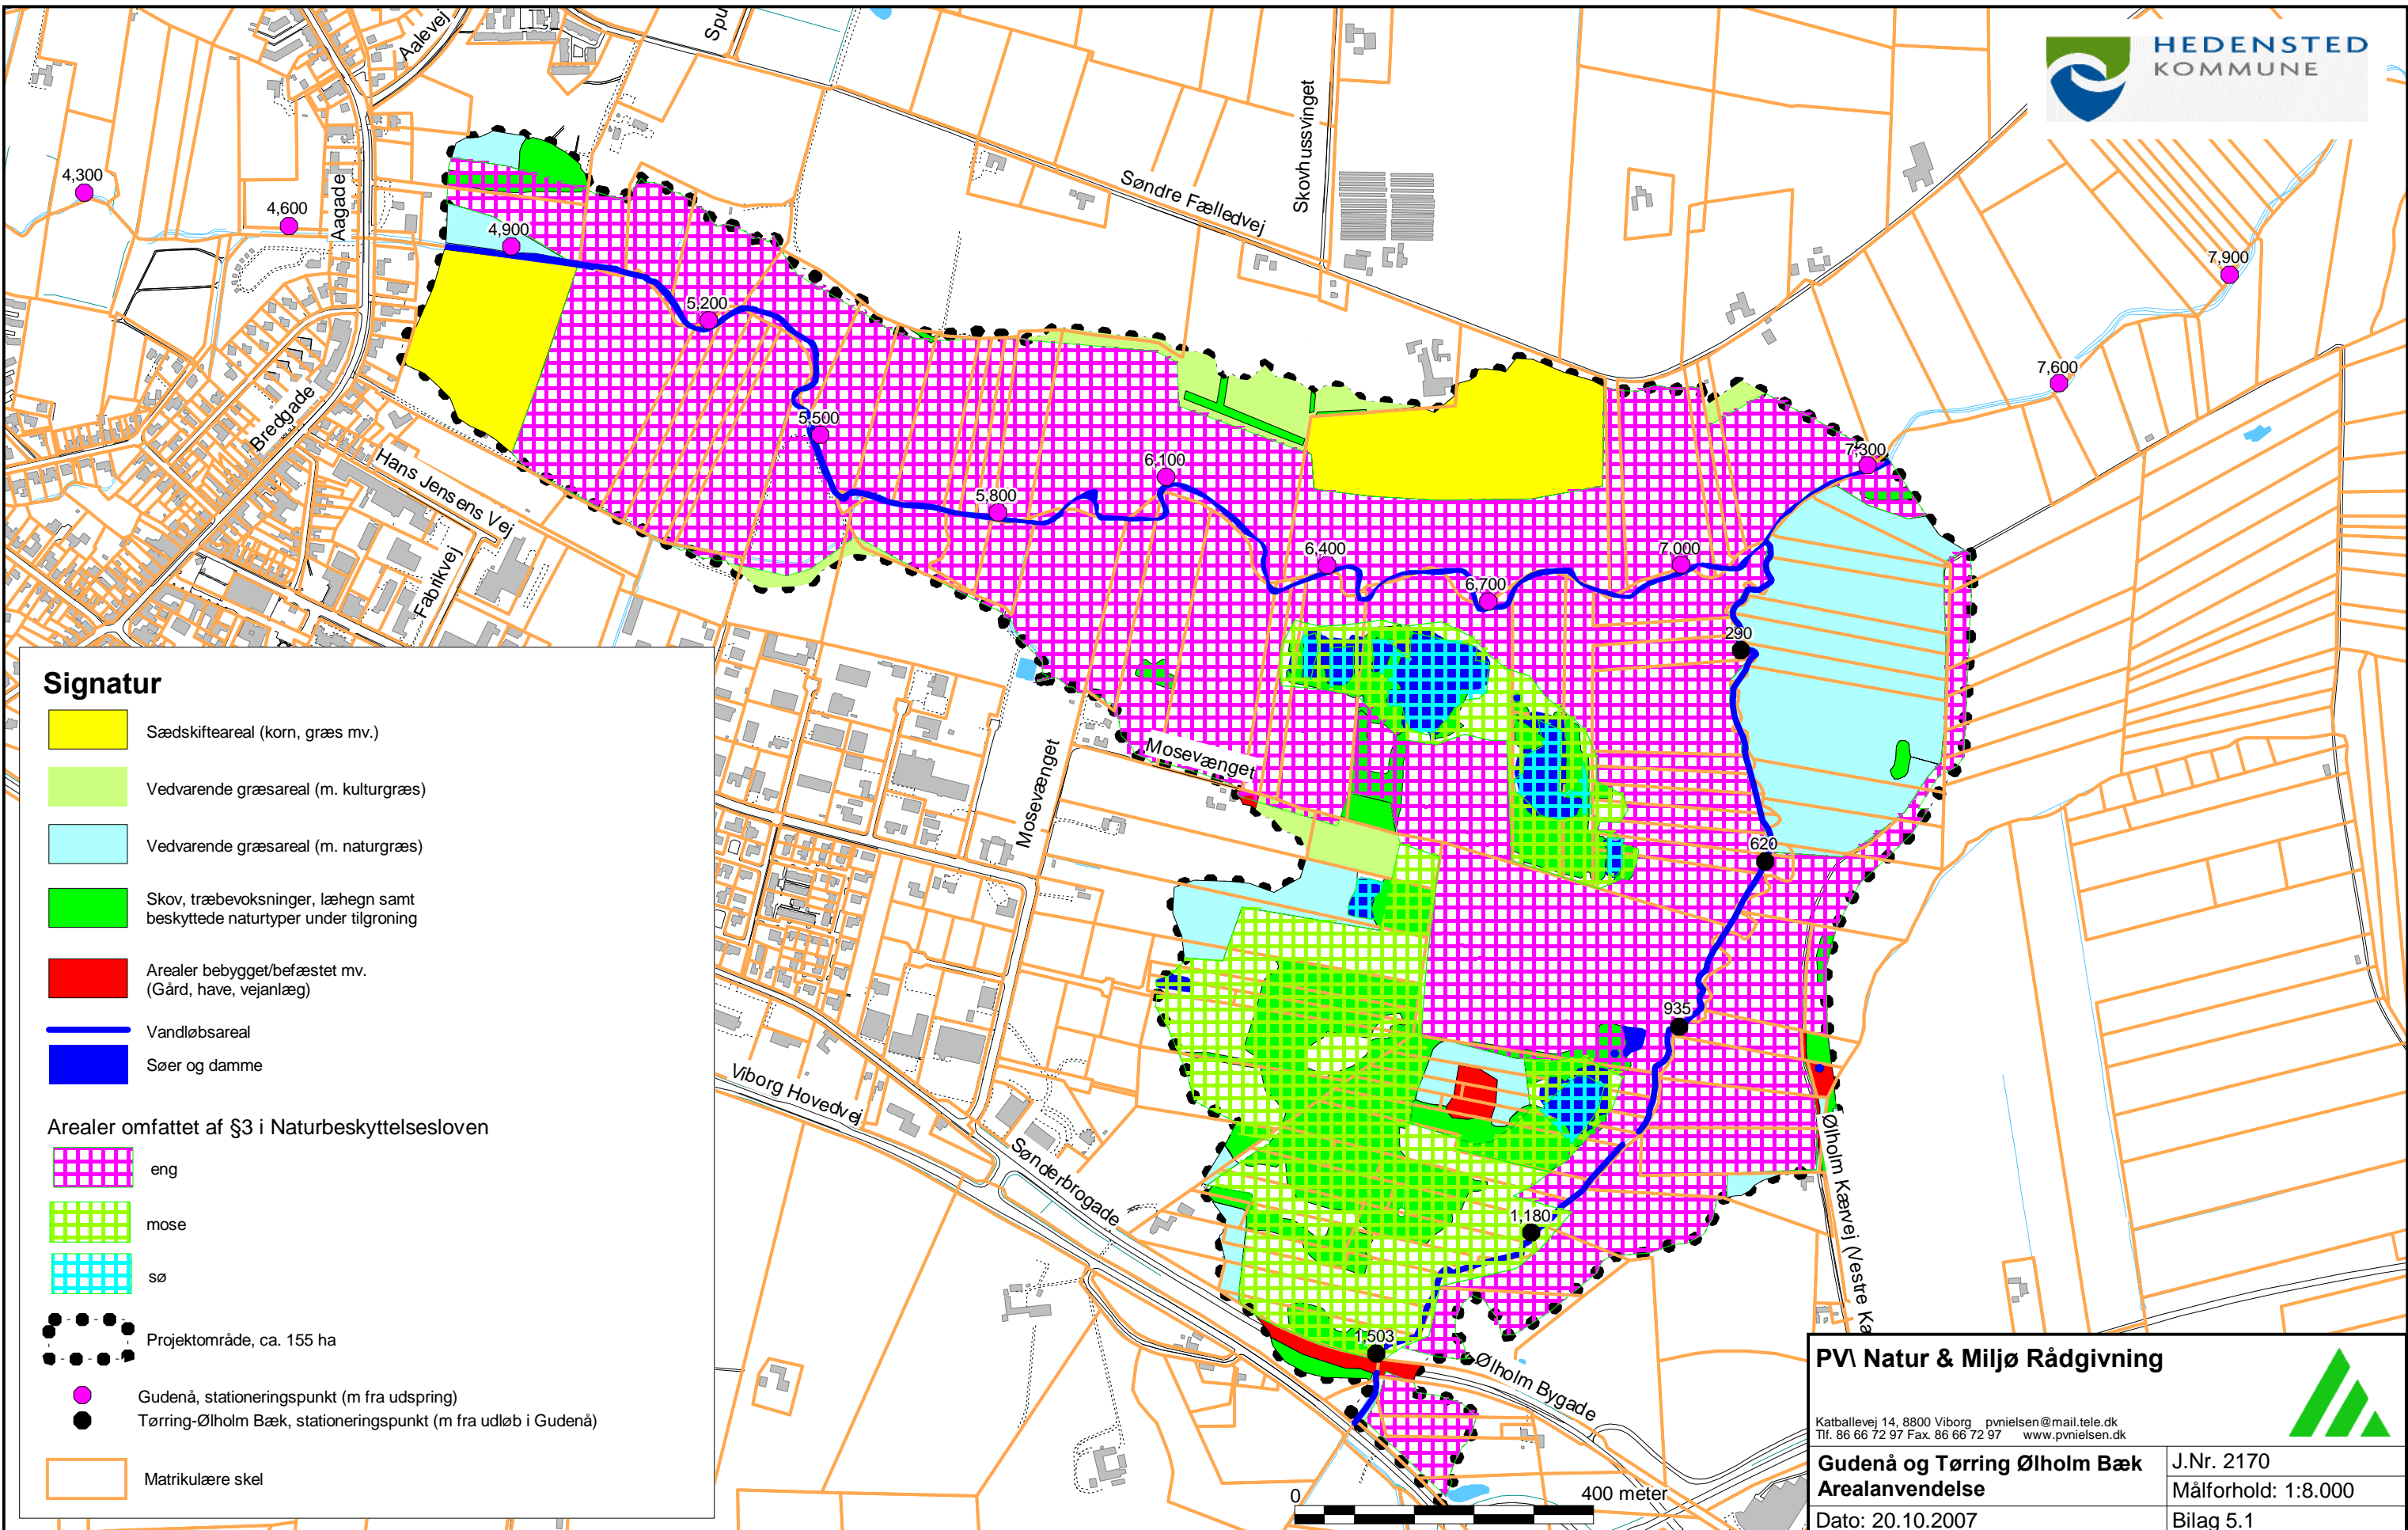 HEDENSTED
KOMMUNE
Aalevej
Spu
Skovhussvinget
Søndre Fælledvej
Aagade
4,300
4,600
4,900
5,200
5,500
5,800
6,100
6,400
6,700
7,000
7,300
7,600
7,900
Bredgade
Hans Jensens Vej
Fabrikvej
290
620
935
1,180
1,503
Mosevænget
Mosevænget
Viborg Hovedvej
Sønderbrogade
Ølholm Bygade
Ølholm Kærvej (Vestre Ka
Signatur
Sædskifteareal (korn, græs mv.)
Vedvarende græsareal (m. kulturgræs)
Vedvarende græsareal (m. naturgræs)
Skov, træbevoksninger, læhegn samt
beskyttede naturtyper under tilgroning
Arealer bebygget/befæstet mv.
(Gård, have, vejanlæg)
Vandløbsareal
Søer og damme
Arealer omfattet af §3 i Naturbeskyttelsesloven
eng
mose
sø
Projektområde, ca. 155 ha
Gudenå, stationeringspunkt (m fra udspring)
Tørring-Ølholm Bæk, stationeringspunkt (m fra udløb i Gudenå)
Matrikulære skel
0 400 meter
PV\ Natur & Miljø Rådgivning
Katballevej 14, 8800 Viborg pvnielsen@mail.tele.dk
Tlf. 86 66 72 97 Fax. 86 66 72 97 www.pvnielsen.dk
Gudenå og Tørring Ølholm Bæk
Arealanvendelse
J.Nr. 2170
Målforhold: 1:8.000
Dato: 20.10.2007
Bilag 5.1